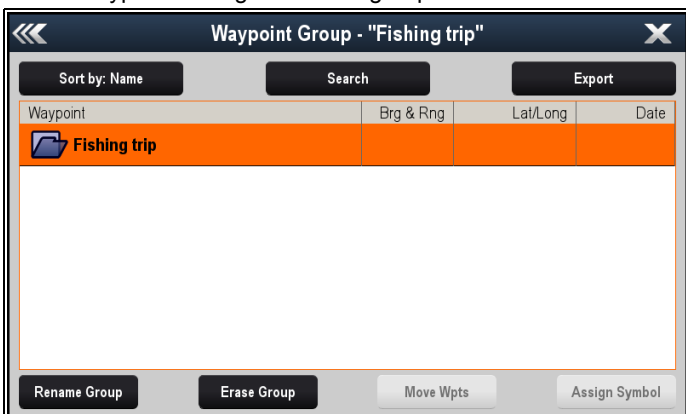 Waypoint Group - "Fishing trip"
Sort by: Name Search Export
Waypoint Brg & Rng Lat/Long Date
Fishing trip
Rename Group Erase Group Move Wpts Assign Symbol